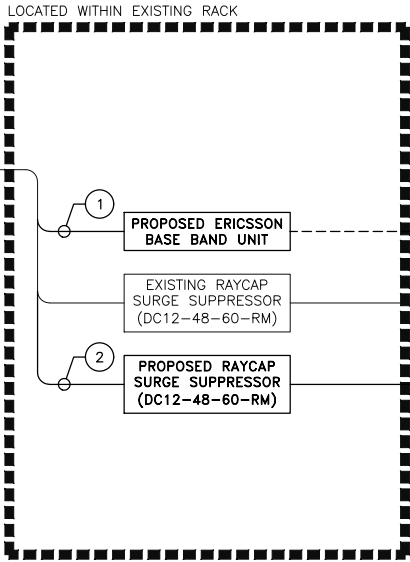 LOCATED WITHIN EXISTING RACK
1
PROPOSED ERICSSON
BASE BAND UNIT
EXISTING RAYCAP
SURGE SUPPRESSOR
(DC12-48-60-RM)
2
PROPOSED RAYCAP
SURGE SUPPRESSOR
(DC12-48-60-RM)